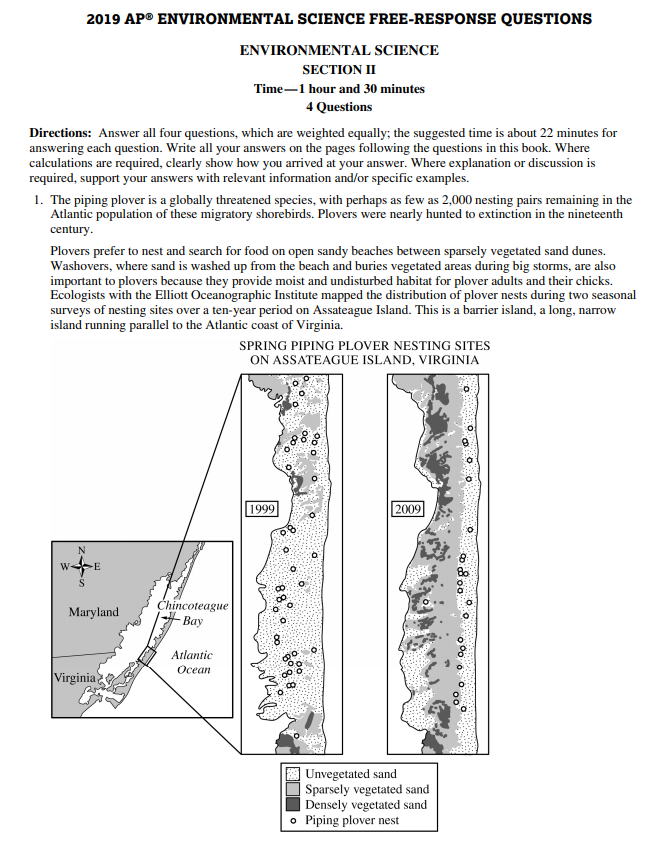 2019 AP® ENVIRONMENTAL SCIENCE FREE-RESPONSE QUESTIONS
ENVIRONMENTAL SCIENCE
SECTION II
Time—1 hour and 30 minutes
4 Questions
Directions: Answer all four questions, which are weighted equally; the suggested time is about 22 minutes for
answering each question. Write all your answers on the pages following the questions in this book. Where
calculations are required, clearly show how you arrived at your answer. Where explanation or discussion is
required, support your answers with relevant information and/or specific examples.
1. The piping plover is a globally threatened species, with perhaps as few as 2,000 nesting pairs remaining in the
Atlantic population of these migratory shorebirds. Plovers were nearly hunted to extinction in the nineteenth
century.
Plovers prefer to nest and search for food on open sandy beaches between sparsely vegetated sand dunes.
Washovers, where sand is washed up from the beach and buries vegetated areas during big storms, are also
important to plovers because they provide moist and undisturbed habitat for plover adults and their chicks.
Ecologists with the Elliott Oceanographic Institute mapped the distribution of plover nests during two seasonal
surveys of nesting sites over a ten-year period on Assateague Island. This is a barrier island, a long, narrow
island running parallel to the Atlantic coast of Virginia.
SPRING PIPING PLOVER NESTING SITES
ON ASSATEAGUE ISLAND, VIRGINIA
1999
2009
N
W E
S
Maryland
Chincoteague
Bay
Atlantic
Ocean
Virginia
Unvegetated sand
Sparsely vegetated sand
Densely vegetated sand
Piping plover nest